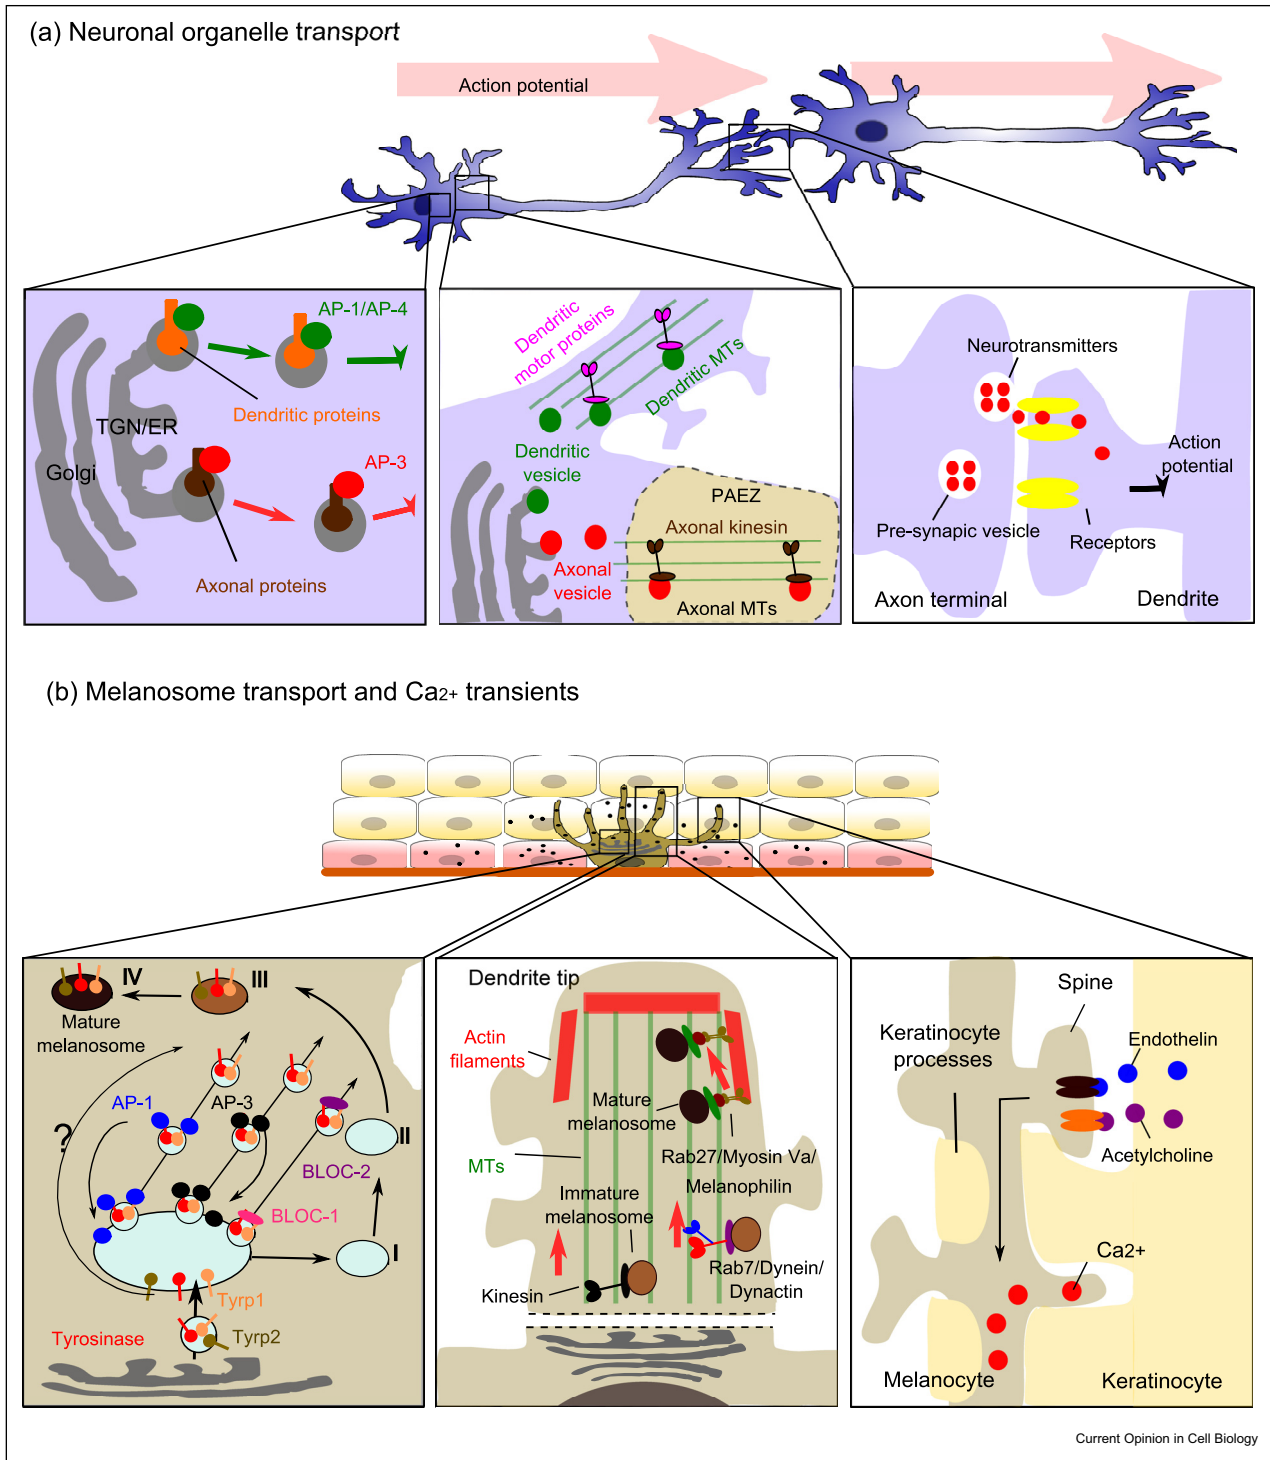 (a) Neuronal organelle transport
Action potential
AP-1/AP-4
Dendritic proteins
TGN/ER
Golgi
AP-3
Axonal proteins
Dendritic
motor proteins
Dendritic MTs
Dendritic
vesicle
PAEZ
Axonal kinesin
Axonal
vesicle
Axonal MTs
Neurotransmitters
Action
potential
Pre-synapic vesicle
Receptors
Axon terminal
Dendrite
(b) Melanosome transport and Ca2+ transients
IV
III
Mature
melanosome
AP-1
AP-3
?
II
BLOC-2
BLOC-1
I
Tyrp1
Tyrosinase
Tyrp2
Dendrite tip
Actin
filaments
Mature
melanosome
MTs
Rab27/Myosin Va/
Melanophilin
Immature
melanosome
Kinesin
Rab7/Dynein/
Dynactin
Spine
Keratinocyte
processes
Endothelin
Acetylcholine
Ca2+
Melanocyte
Keratinocyte
Current Opinion in Cell Biology